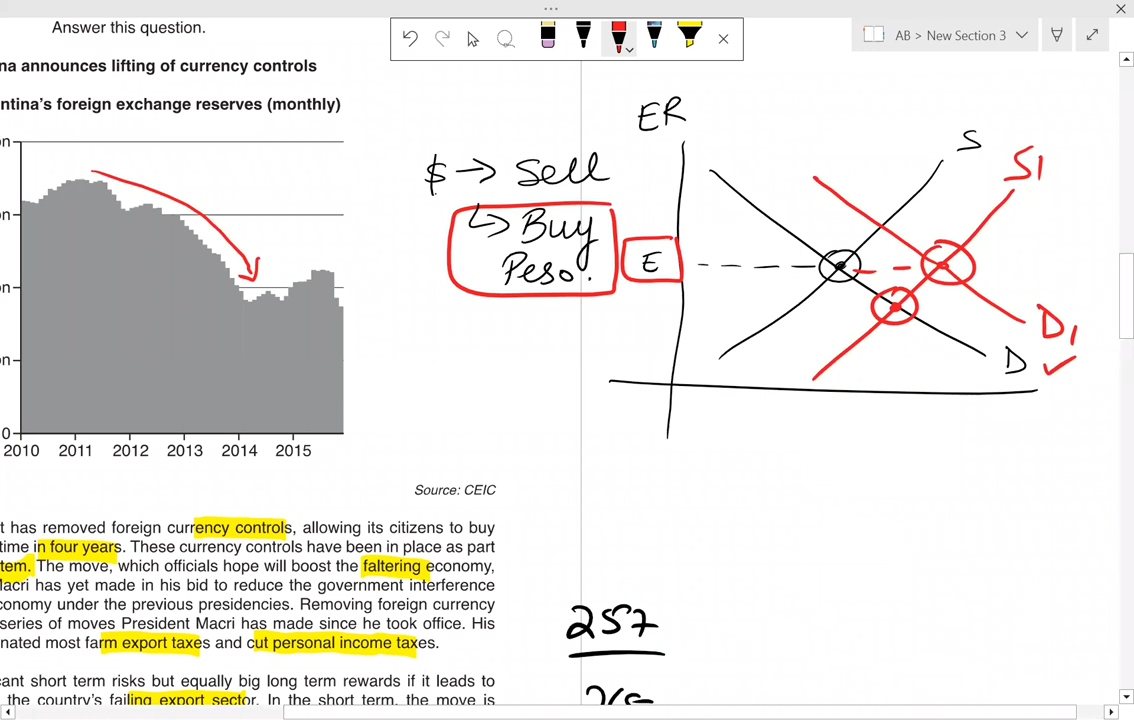 Answer this question.
na announces lifting of currency controls
ntina's foreign exchange reserves (monthly)
n
n
n
n
0
2010 2011 2012 2013 2014 2015
Source: CEIC
t has removed foreign currency controls, allowing its citizens to buy
time in four years. These currency controls have been in place as part
tem. The move, which officials hope will boost the faltering economy,
Macri has yet made in his bid to reduce the government interference
conomy under the previous presidencies. Removing foreign currency
series of moves President Macri has made since he took office. His
nated most farm export taxes and cut personal income taxes.
cant short term risks but equally big long term rewards if it leads to
the country's failing export sector. In the short term, the move is
AB > New Section 3
$ → Sell
↳ Buy
Peso.
ER
E
S
S1
D1
D
257